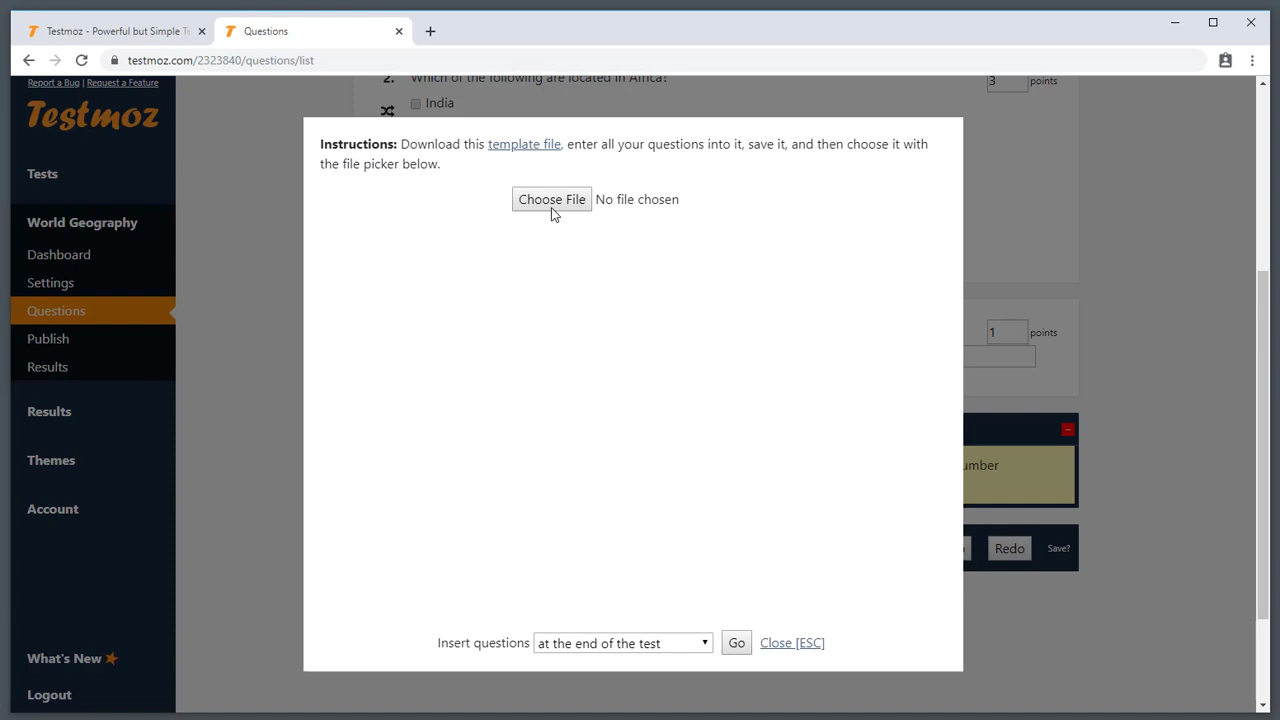 Testmoz - Powerful but Simple Te
Questions
testmoz.com/2323840/questions/list
Report a Bug | Request a Feature
Testmoz
Tests
World Geography
Dashboard
Settings
Questions
Publish
Results
Results
Themes
Account
What's New
Logout
2. Which of the following are located in Africa?
3 points
India
Instructions: Download this template file, enter all your questions into it, save it, and then choose it with
the file picker below.
Choose File No file chosen
1 points
Redo Save?
Insert questions at the end of the test Go Close [ESC]